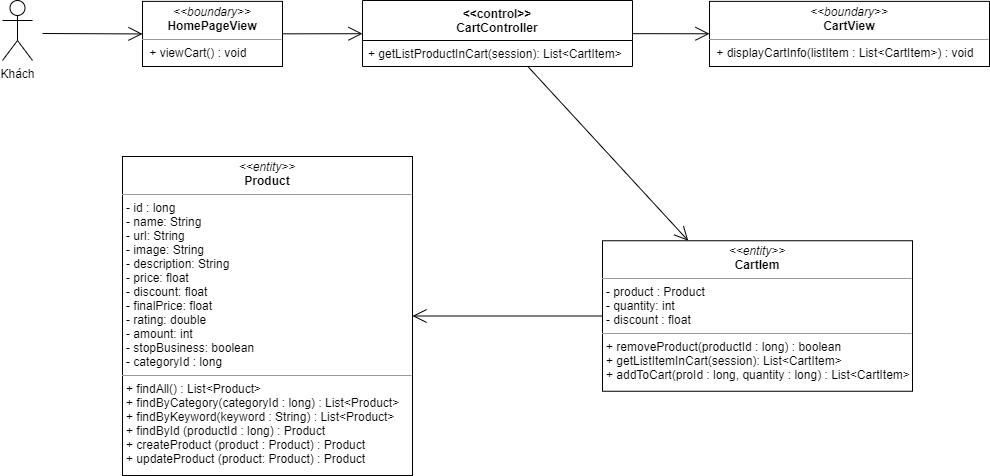 Khách
<<boundary>>
HomePageView
+ viewCart() : void
<<control>>
CartController
+ getListProductInCart(session): List<CartItem>
<<boundary>>
CartView
+ displayCartInfo(listItem : List<CartItem>) : void
<<entity>>
Product
- id : long
- name: String
- url: String
- image: String
- description: String
- price: float
- discount: float
- finalPrice: float
- rating: double
- amount: int
- stopBusiness: boolean
- categoryId : long
+ findAll() : List<Product>
+ findByCategory(categoryId : long) : List<Product>
+ findByKeyword(keyword : String) : List<Product>
+ findById (productId : long) : Product
+ createProduct (product : Product) : Product
+ updateProduct (product: Product) : Product
<<entity>>
CartIem
- product : Product
- quantity: int
- discount : float
+ removeProduct(productId : long) : boolean
+ getListItemInCart(session): List<CartItem>
+ addToCart(proId : long, quantity : long) : List<CartItem>